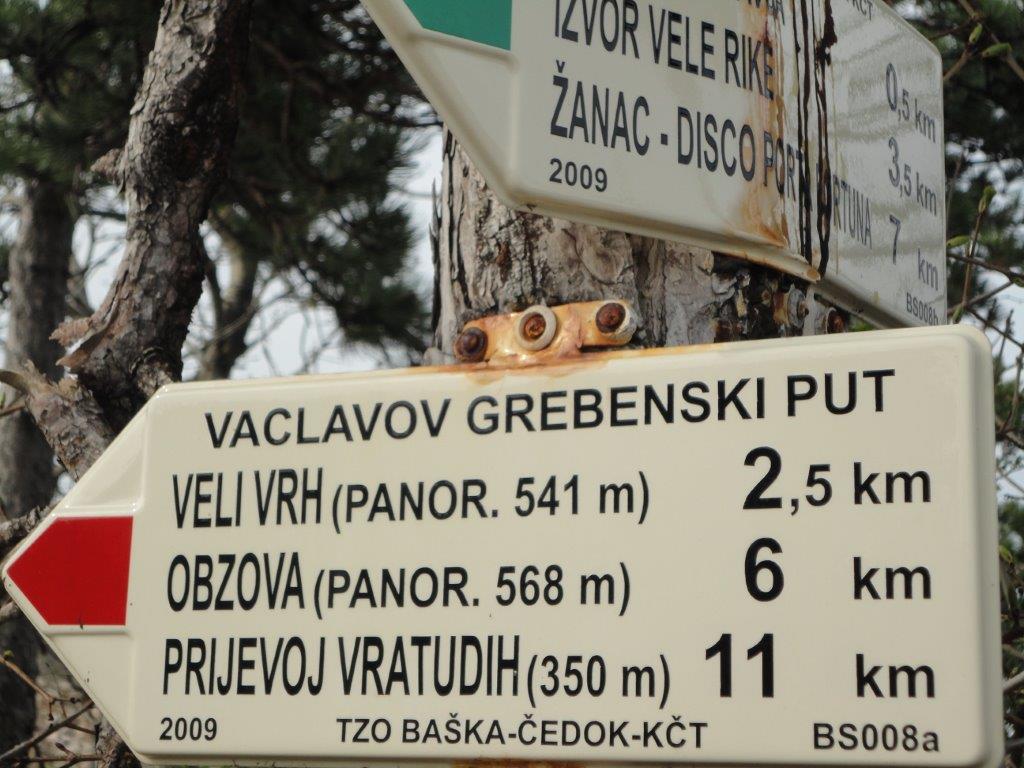 IZVOR VELE RIKE 0,5 km
ŽANAC - DISCO PORTUNA 3,5 km
7 km
2009 BS008b
VACLAVOV GREBENSKI PUT
VELI VRH (PANOR. 541 m) 2,5 km
OBZOVA (PANOR. 568 m) 6 km
PRIJEVOJ VRATUDIH (350 m) 11 km
2009 TZO BAŠKA-ČEDOK-KČT BS008a